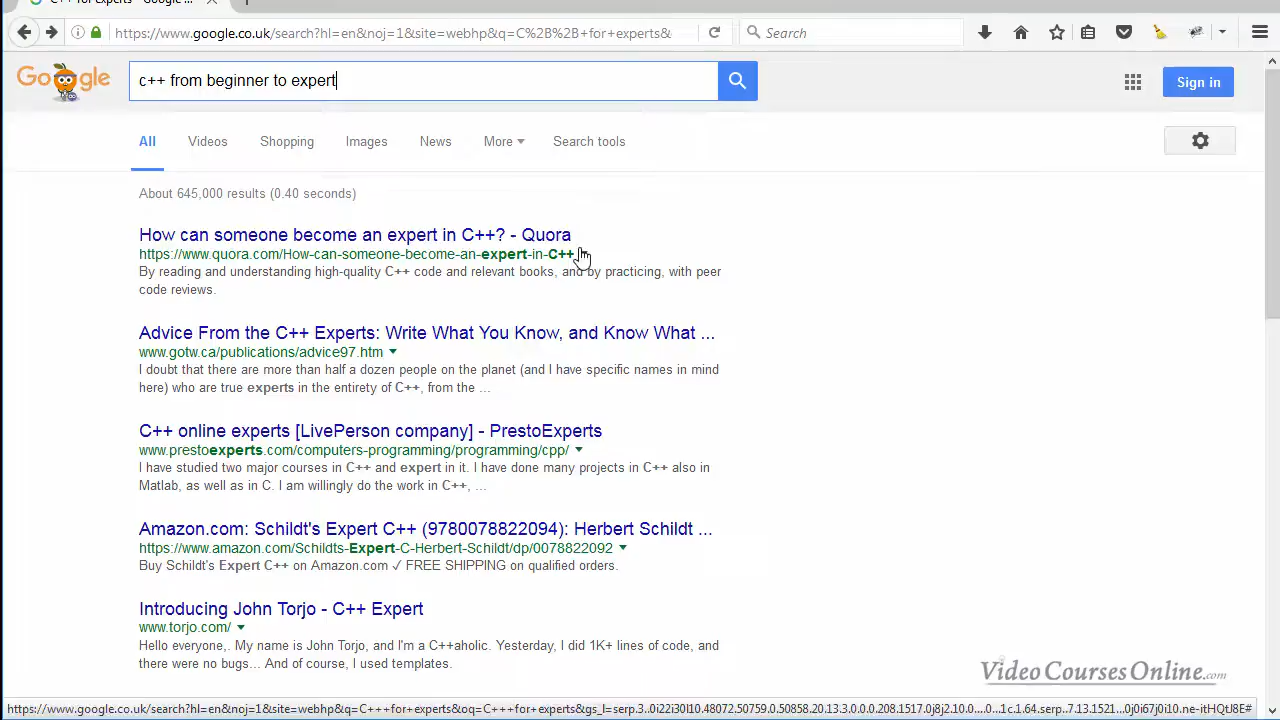 C++ for experts - Google ...
https://www.google.co.uk/search?hl=en&noj=1&site=webhp&q=C%2B%2B+for+experts&
Search
Google
c++ from beginner to expert
Sign in
All Videos Shopping Images News More Search tools
About 645,000 results (0.40 seconds)
How can someone become an expert in C++? - Quora
https://www.quora.com/How-can-someone-become-an-expert-in-C++
By reading and understanding high-quality C++ code and relevant books, and by practicing, with peer
code reviews.
Advice From the C++ Experts: Write What You Know, and Know What ...
www.gotw.ca/publications/advice97.htm
I doubt that there are more than half a dozen people on the planet (and I have specific names in mind
here) who are true experts in the entirety of C++, from the ...
C++ online experts [LivePerson company] - PrestoExperts
www.prestoexperts.com/computers-programming/programming/cpp/
I have studied two major courses in C++ and expert in it. I have done many projects in C++ also in
Matlab, as well as in C. I am willingly do the work in C++, ...
Amazon.com: Schildt's Expert C++ (9780078822094): Herbert Schildt ...
https://www.amazon.com/Schildts-Expert-C-Herbert-Schildt/dp/0078822092
Buy Schildt's Expert C++ on Amazon.com ✓ FREE SHIPPING on qualified orders.
Introducing John Torjo - C++ Expert
www.torjo.com/
Hello everyone,. My name is John Torjo, and I'm a C++aholic. Yesterday, I did 1K+ lines of code, and
there were no bugs... And of course, I used templates.
VideoCoursesOnline.com